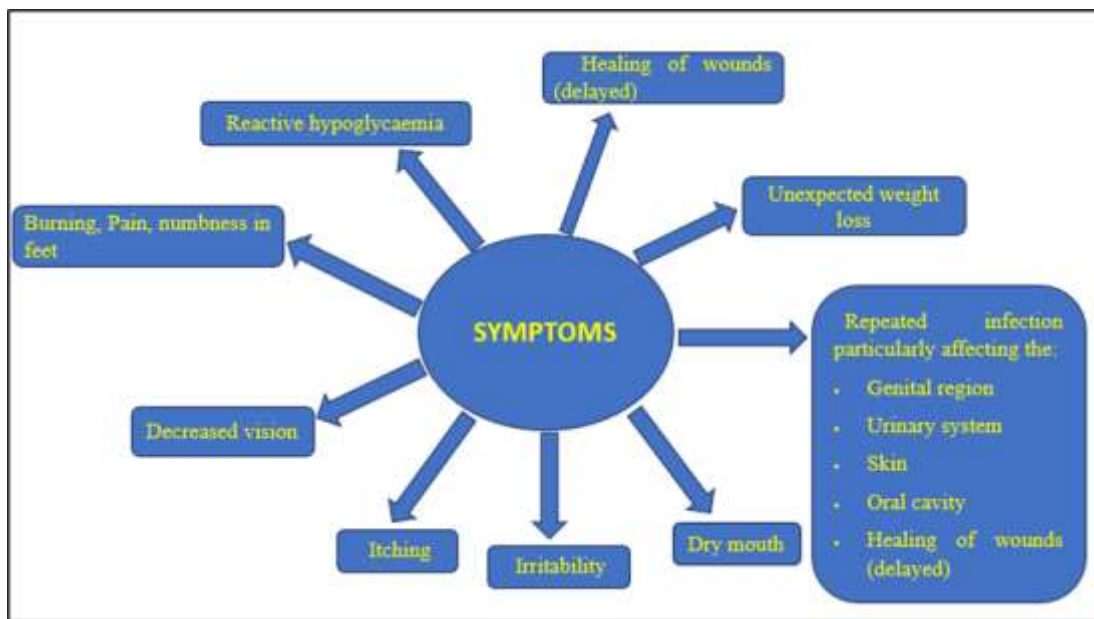 Healing of wounds
(delayed)
Reactive hypoglycaemia
Unexpected weight
loss
Burning, Pain, numbness in
feet
SYMPTOMS
Repeated infection
particularly affecting the:
• Genital region
• Urinary system
• Skin
• Oral cavity
• Healing of wounds
(delayed)
Decreased vision
Itching
Irritability
Dry mouth